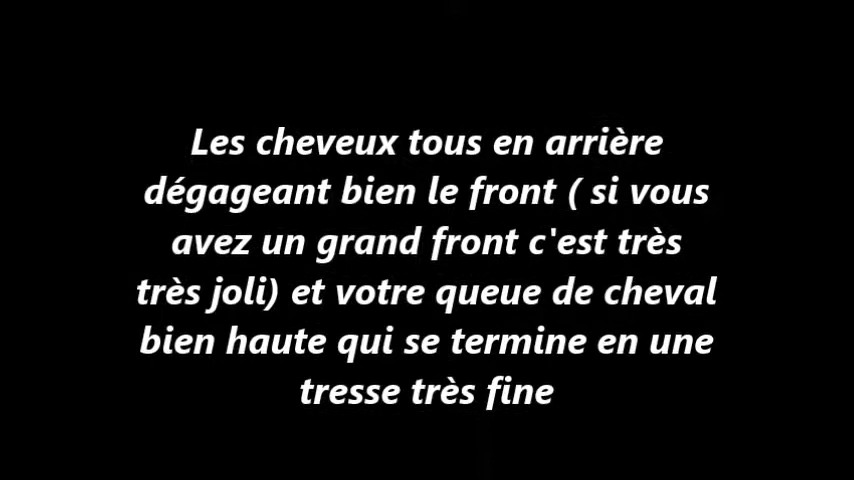 Les cheveux tous en arrière
dégageant bien le front ( si vous
avez un grand front c'est très
très joli) et votre queue de cheval
bien haute qui se termine en une
tresse très fine